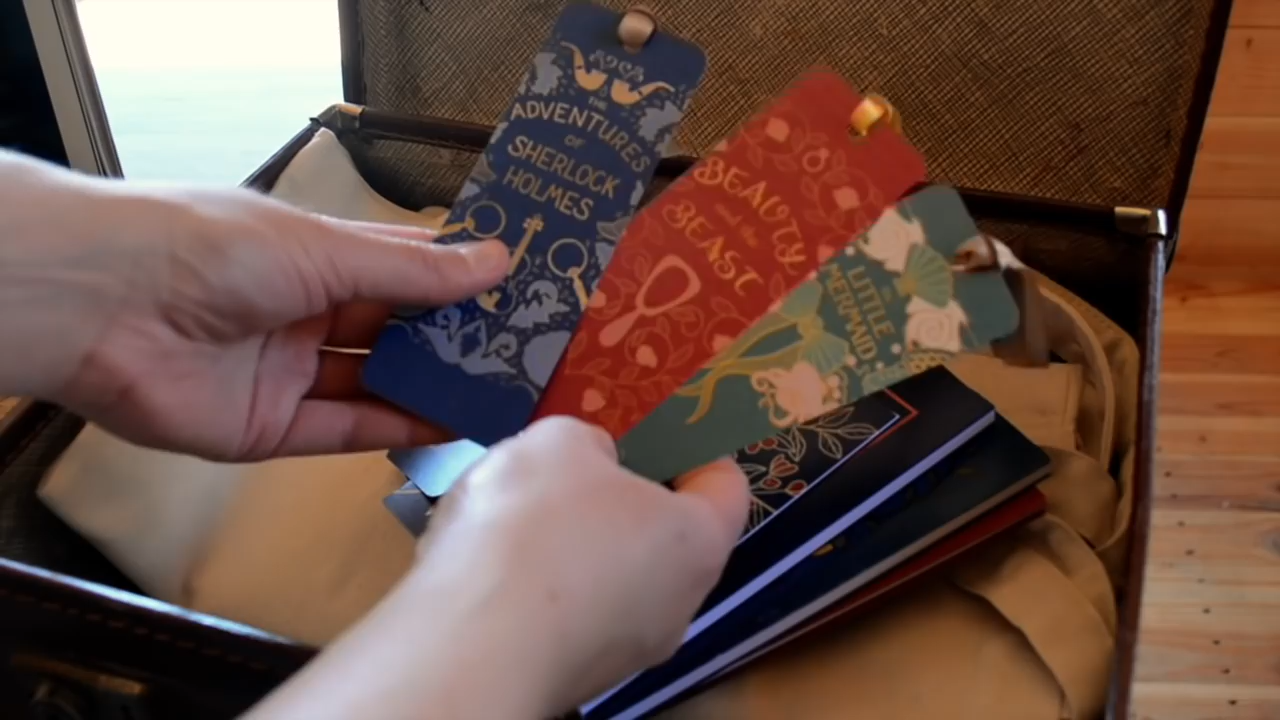 THE
ADVENTURES
OF
SHERLOCK
HOLMES
BEAUTY
and the
BEAST
THE
LITTLE
MERMAID